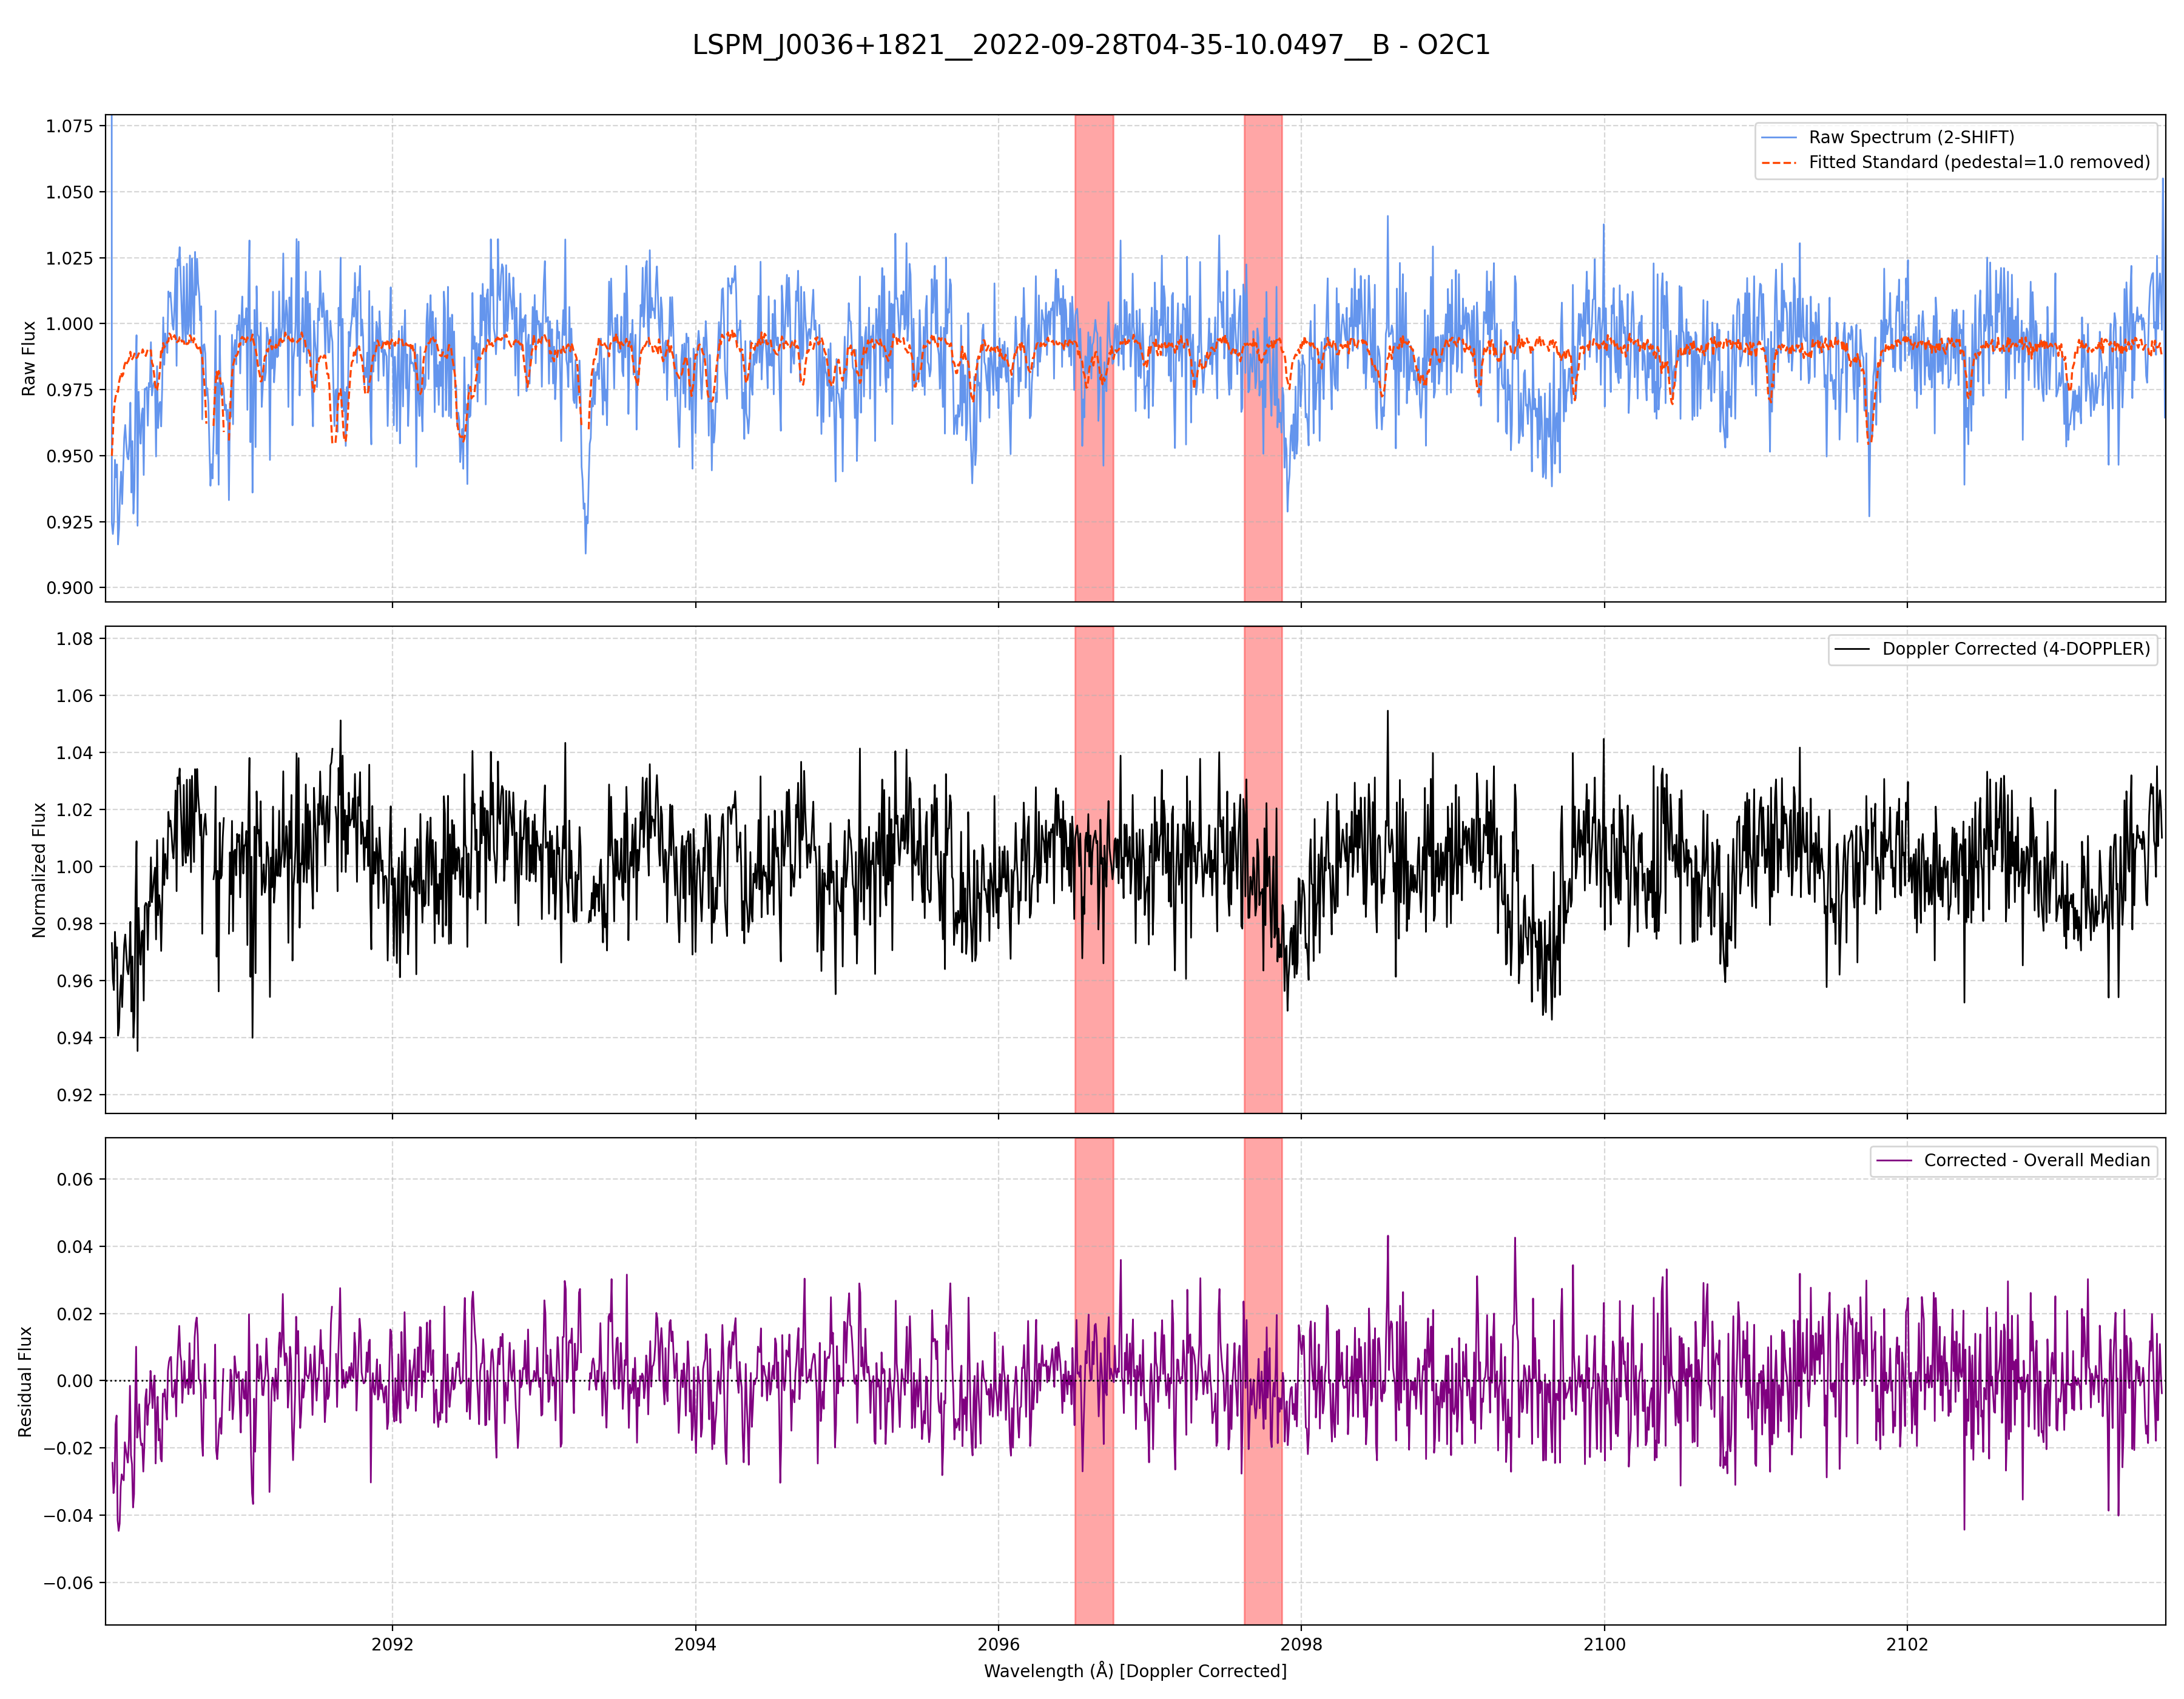 LSPM_J0036+1821__2022-09-28T04-35-10.0497__B - O2C1
1.075
1.050
1.025
1.000
0.975
0.950
0.925
0.900
Raw Flux
Raw Spectrum (2-SHIFT)
Fitted Standard (pedestal=1.0 removed)
1.08
1.06
1.04
1.02
1.00
0.98
0.96
0.94
0.92
Normalized Flux
Doppler Corrected (4-DOPPLER)
0.06
0.04
0.02
0.00
−0.02
−0.04
−0.06
Residual Flux
Corrected - Overall Median
2092 2094 2096 2098 2100 2102
Wavelength (Å) [Doppler Corrected]